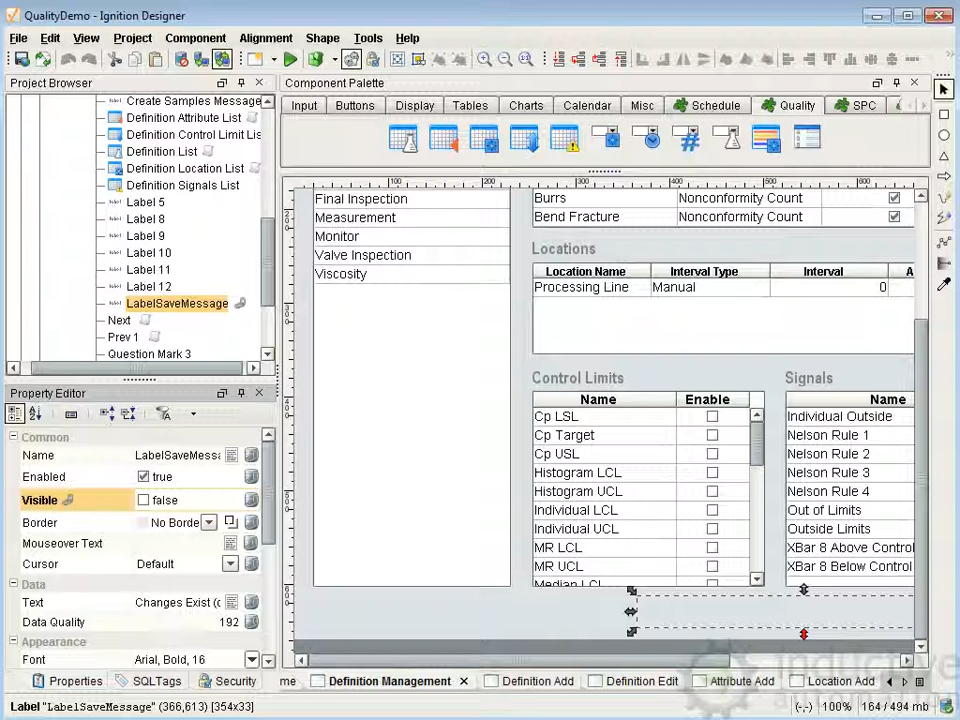 QualityDemo - Ignition Designer
File Edit View Project Component Alignment Shape Tools Help
Project Browser
Create Samples Message
Definition Attribute List
Definition Control Limit Lis
Definition List
Definition Location List
Definition Signals List
Label 5
Label 8
Label 9
Label 10
Label 11
Label 12
LabelSaveMessage
Next
Prev 1
Question Mark 3
Property Editor
Common
Name LabelSaveMessa
Enabled true
Visible false
Border No Borde
Mouseover Text
Cursor Default
Data
Text Changes Exist (c
Data Quality 192
Appearance
Font Arial, Bold, 16
Properties SQLTags Security
Component Palette
Input Buttons Display Tables Charts Calendar Misc Schedule Quality SPC
100 200 300 400 500 600
Final Inspection
Measurement
Monitor
Valve Inspection
Viscosity
Burrs Nonconformity Count
Bend Fracture Nonconformity Count
Locations
Location Name Interval Type Interval A
Processing Line Manual 0
Control Limits
Name Enable
Cp LSL
Cp Target
Cp USL
Histogram LCL
Histogram UCL
Individual LCL
Individual UCL
MR LCL
MR UCL
Median LCL
Signals
Name
Individual Outside
Nelson Rule 1
Nelson Rule 2
Nelson Rule 3
Nelson Rule 4
Out of Limits
Outside Limits
XBar 8 Above Control
XBar 8 Below Control
me Definition Management Definition Add Definition Edit Attribute Add Location Add
inductive
automation
Label "LabelSaveMessage" (366,613) [354x33]
(-,-) 100% 164 / 494 mb